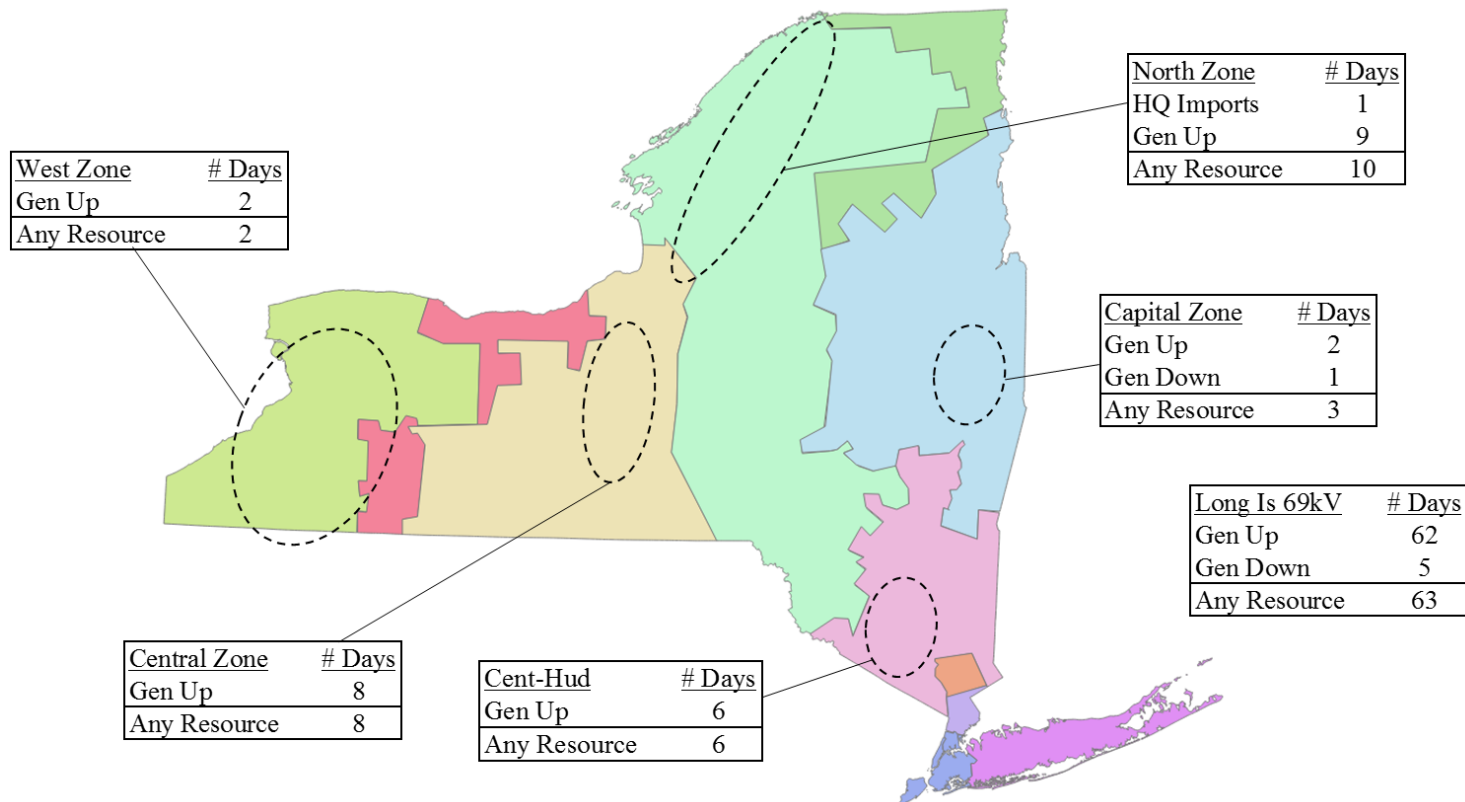 North Zone # Days
HQ Imports 1
Gen Up 9
Any Resource 10
West Zone # Days
Gen Up 2
Any Resource 2
Capital Zone # Days
Gen Up 2
Gen Down 1
Any Resource 3
Long Is 69kV # Days
Gen Up 62
Gen Down 5
Any Resource 63
Central Zone # Days
Gen Up 8
Any Resource 8
Cent-Hud # Days
Gen Up 6
Any Resource 6